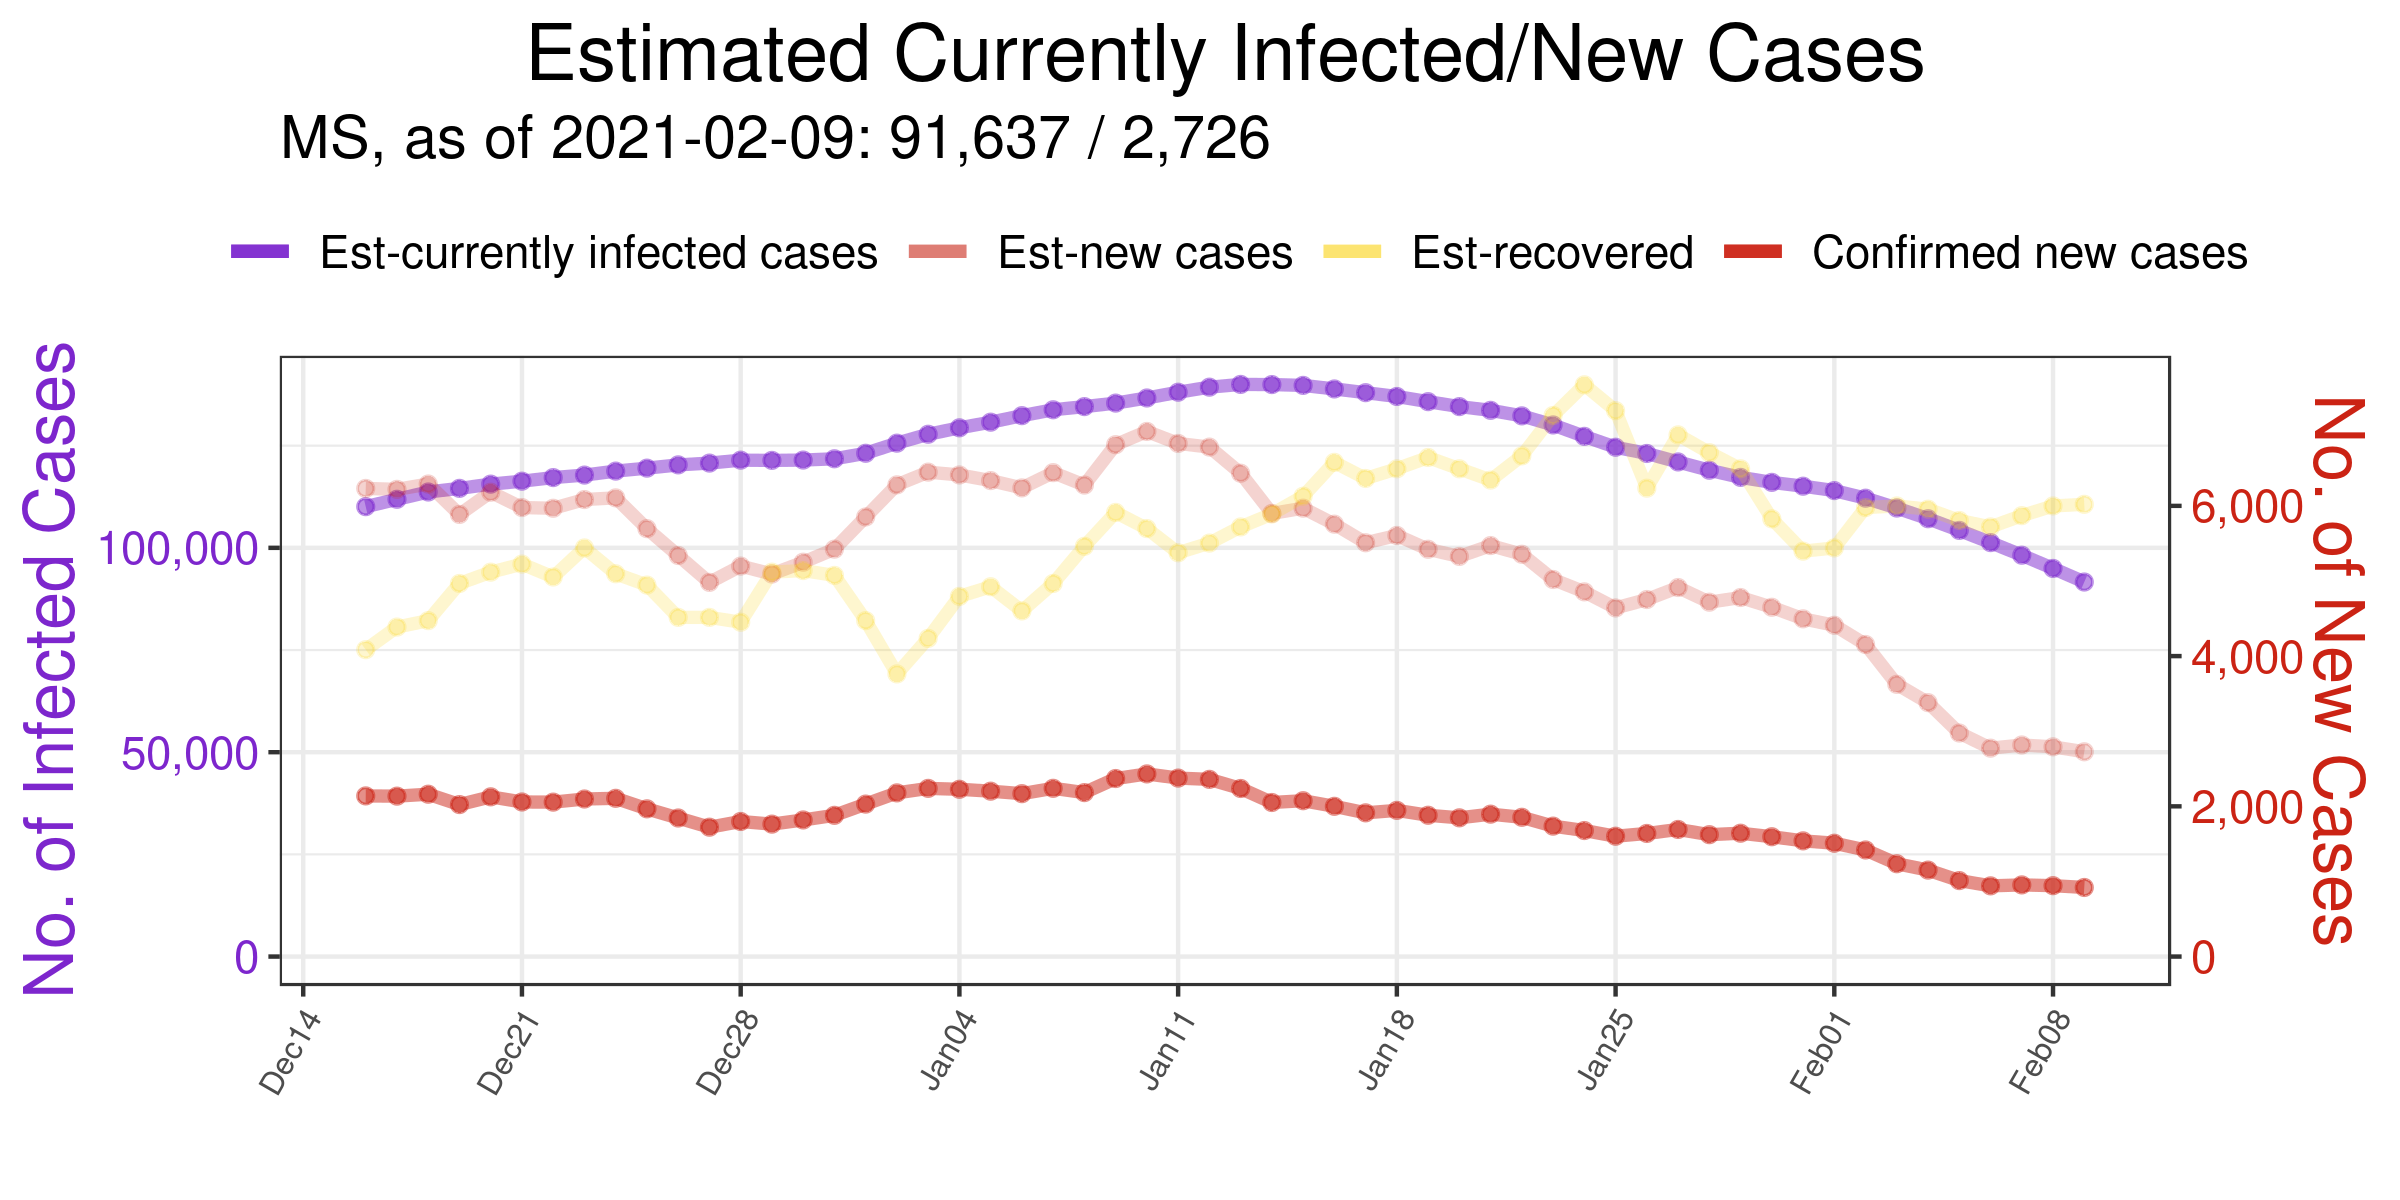 Estimated Currently Infected/New Cases
MS, as of 2021-02-09: 91,637 / 2,726
Est-currently infected cases
Est-new cases
Est-recovered
Confirmed new cases
No. of Infected Cases
100,000
50,000
0
6,000
4,000
2,000
0
No. of New Cases
Dec14
Dec21
Dec28
Jan04
Jan11
Jan18
Jan25
Feb01
Feb08